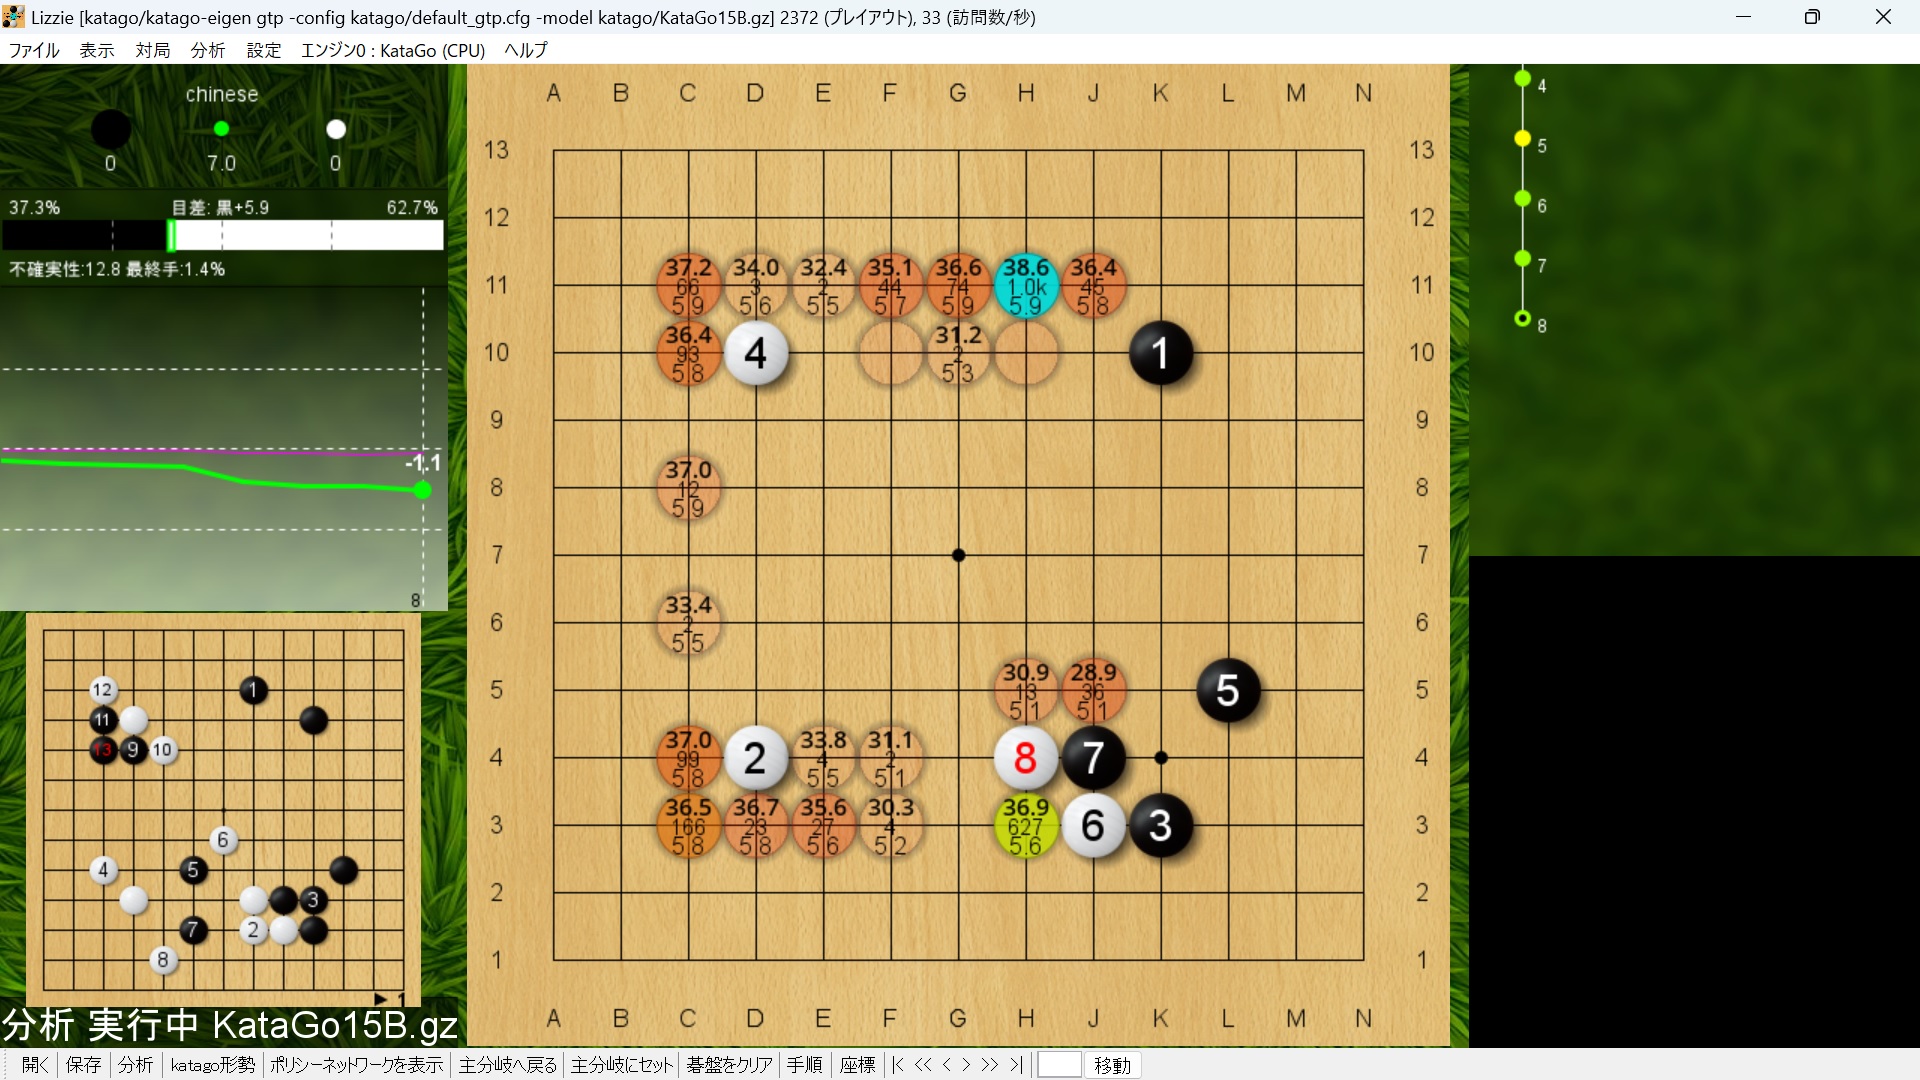 Lizzie [katago/katago-eigen gtp -config katago/default_gtp.cfg -model katago/KataGo15B.gz] 2372 (プレイアウト), 33 (訪問数/秒)
ファイル 表示 対局 分析 設定 エンジン0 : KataGo (CPU) ヘルプ
chinese
0 7.0 0
37.3% 目差: 黒+5.9 62.7%
不確実性:12.8 最終手:1.4%
-1.1
8
A B C D E F G H J K L M N
13 13
12 12
37.2 34.0 32.4 35.1 36.6 38.6 36.4
11 66 3 2 44 74 1.0k 45 11
5.9 5.6 5.5 5.7 5.9 5.9 5.8
36.4 31.2
10 93 4 2 1 10
5.8 5.3
9 9
37.0
8 12 8
5.9
7 7
33.4
6 2 6
5.5
30.9 28.9
5 13 36 5 5
5.1 5.1
37.0 33.8 31.1
4 99 2 4 2 8 7 4
5.8 5.5 5.1
36.5 36.7 35.6 30.3 36.9
3 166 23 27 4 627 6 3 3
5.8 5.8 5.6 5.2 5.6
2 2
1 1
A B C D E F G H J K L M N
4
5
6
7
8
12 1
11
13 9 10
6
4 5
3
7 2
8
▶ 1
分析 実行中 KataGo15B.gz
開く 保存 分析 katago形勢 ポリシーネットワークを表示 主分岐へ戻る 主分岐にセット 碁盤をクリア 手順 座標 |< << < > >> >| 移動